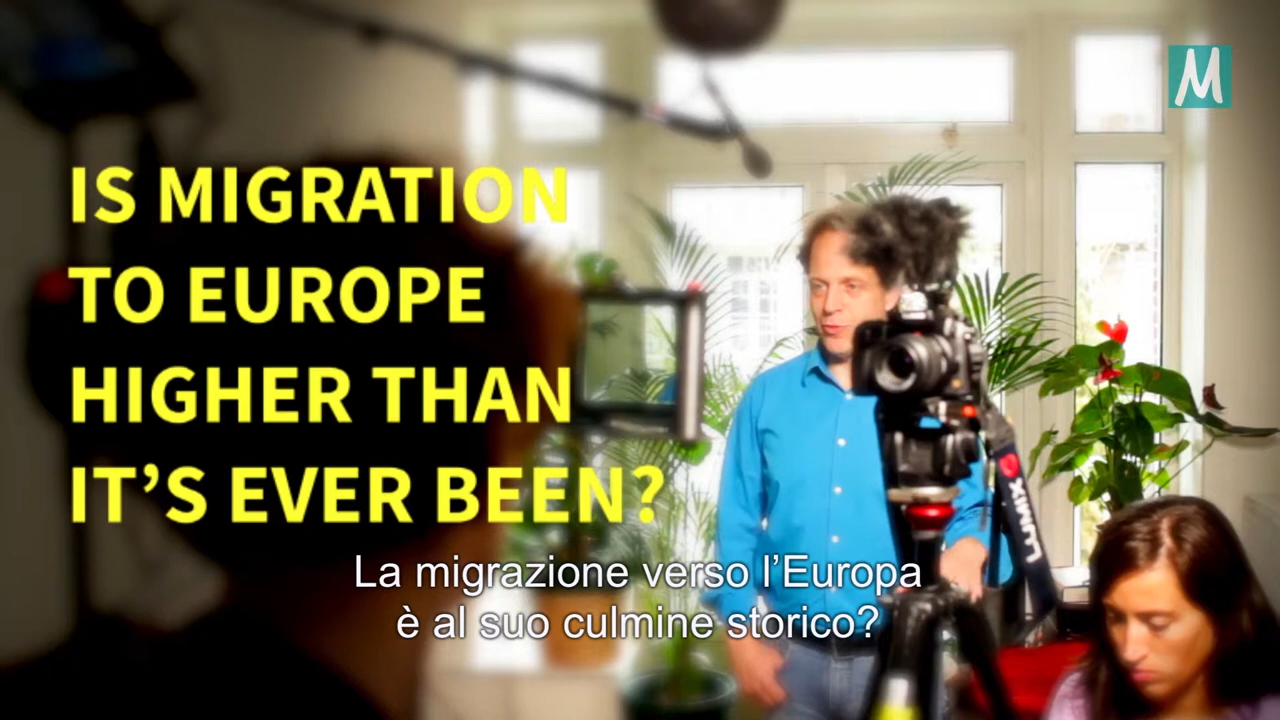 M
IS MIGRATION
TO EUROPE
HIGHER THAN
IT’S EVER BEEN?
LUMIX
La migrazione verso l’Europa
è al suo culmine storico?